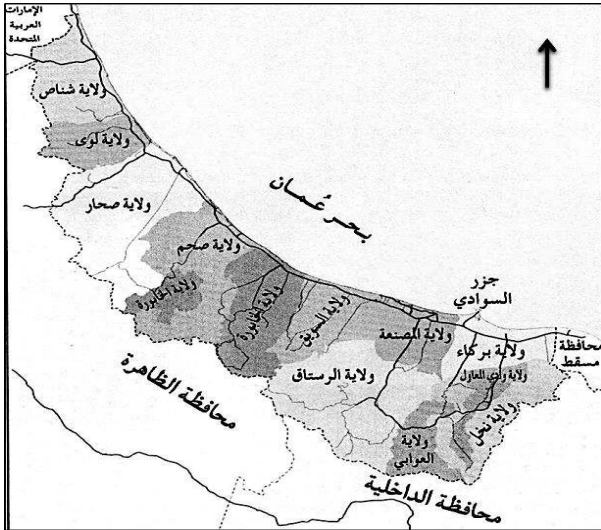 الإمارات
العربية
المتحدة
ولاية شناص
ولاية لوى
ولاية صحار
بحر عُمان
ولاية صحم
جزر
السوادي
ولاية الخابورة
ولاية الخابورة
ولاية السويق
ولاية المصنعة
ولاية بركاء
محافظة
مسقط
ولاية الرستاق
ولاية وادي المعاول
ولاية نخل
محافظة الظاهرة
ولاية
العوابي
محافظة الداخلية